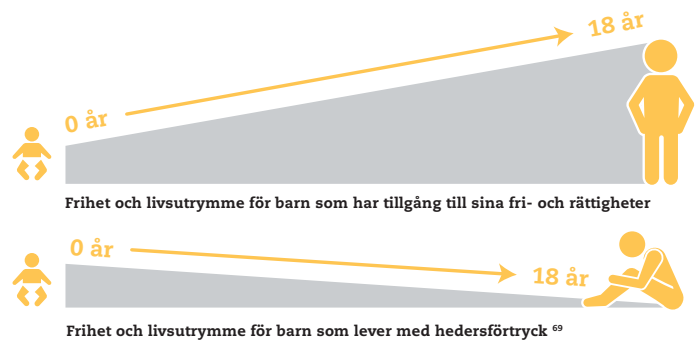 18 år
0 år
Frihet och livsutrymme för barn som har tillgång till sina fri- och rättigheter
0 år
18 år
Frihet och livsutrymme för barn som lever med hedersförtryck 69